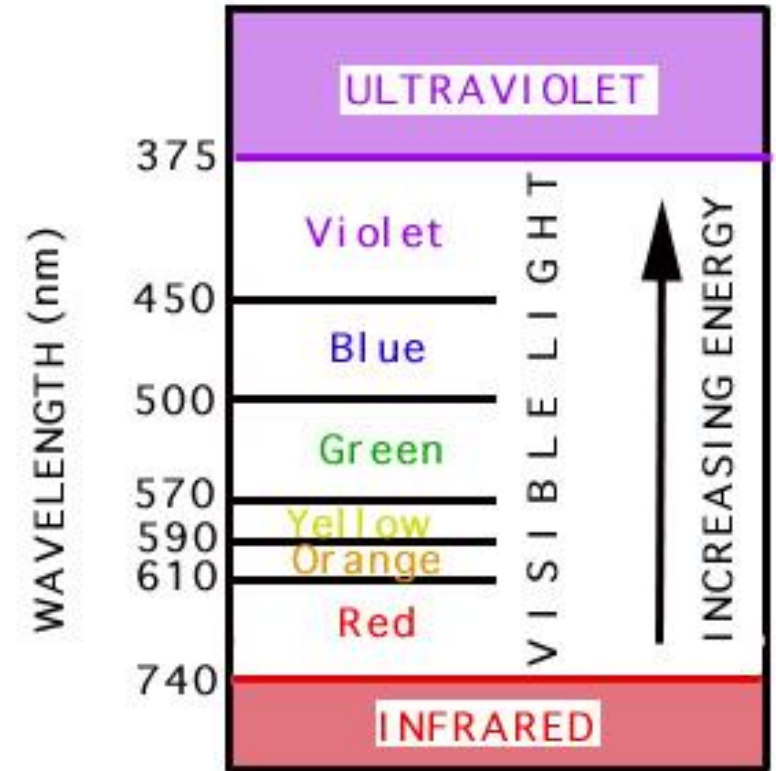 ULTRAVIOLET
375
Violet
450
Blue
500
Green
570
Yellow
590
Orange
610
Red
740
INFRARED
WAVELENGTH (nm)
VISIBLE LIGHT
INCREASING ENERGY